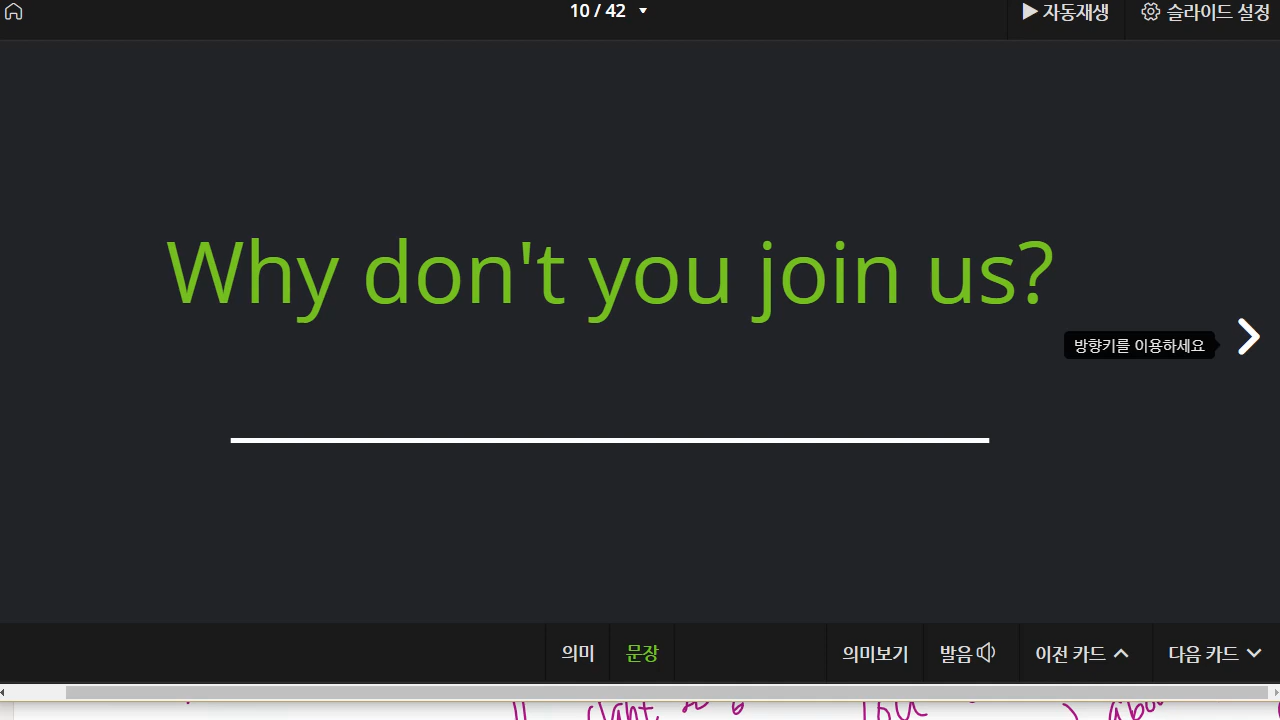 10 / 42
자동재생
슬라이드 설정
Why don't you join us?
방향키를 이용하세요
의미
문장
의미보기
발음
이전 카드
다음 카드